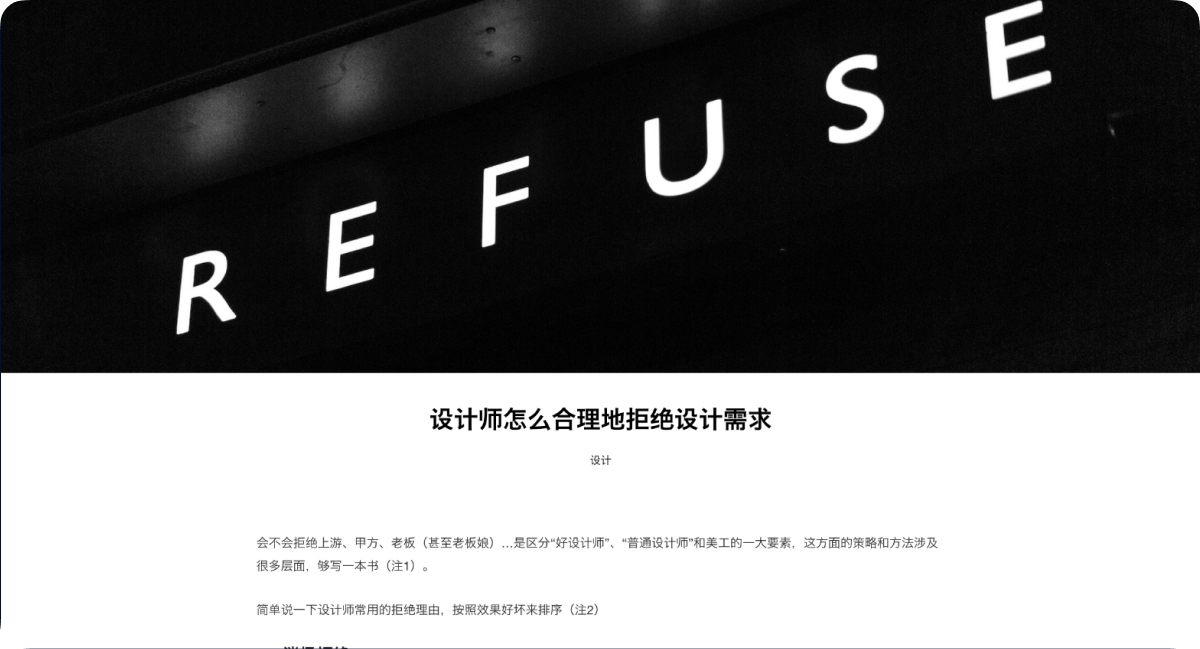 REFUSE
设计师怎么合理地拒绝设计需求
设计
会不会拒绝上游、甲方、老板（甚至老板娘）...是区分“好设计师”、“普通设计师”和美工的一大要素，这方面的策略和方法涉及
很多层面，够写一本书（注1）。
简单说一下设计师常用的拒绝理由，按照效果好坏来排序（注2）